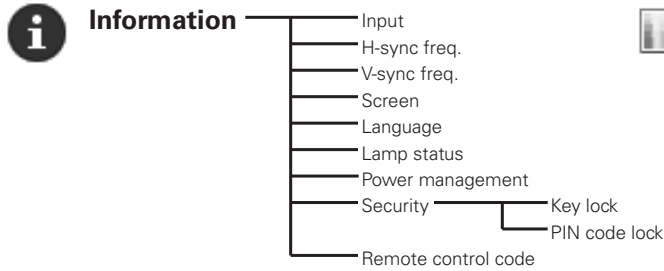 Information
Input
H-sync freq.
V-sync freq.
Screen
Language
Lamp status
Power management
Security
Key lock
PIN code lock
Remote control code